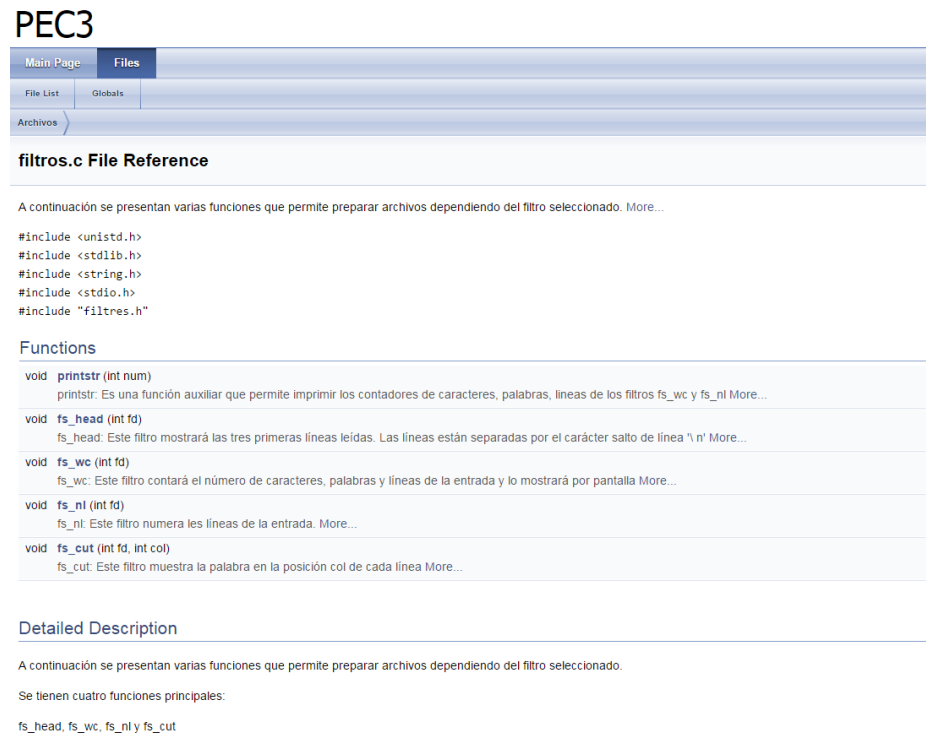 PEC3
Main Page Files
File List Globals
Archivos
filtros.c File Reference
A continuación se presentan varias funciones que permite preparar archivos dependiendo del filtro seleccionado. More...
#include <unistd.h>
#include <stdlib.h>
#include <string.h>
#include <stdio.h>
#include "filtres.h"
Functions
void printstr (int num)
printstr: Es una función auxiliar que permite imprimir los contadores de caracteres, palabras, lineas de los filtros fs_wc y fs_nl More...
void fs_head (int fd)
fs_head: Este filtro mostrará las tres primeras líneas leídas. Las líneas están separadas por el carácter salto de línea '\ n' More...
void fs_wc (int fd)
fs_wc: Este filtro contará el número de caracteres, palabras y líneas de la entrada y lo mostrará por pantalla More...
void fs_nl (int fd)
fs_nl: Este filtro numera les líneas de la entrada. More...
void fs_cut (int fd, int col)
fs_cut: Este filtro muestra la palabra en la posición col de cada línea More...
Detailed Description
A continuación se presentan varias funciones que permite preparar archivos dependiendo del filtro seleccionado.
Se tienen cuatro funciones principales:
fs_head, fs_wc, fs_nl y fs_cut